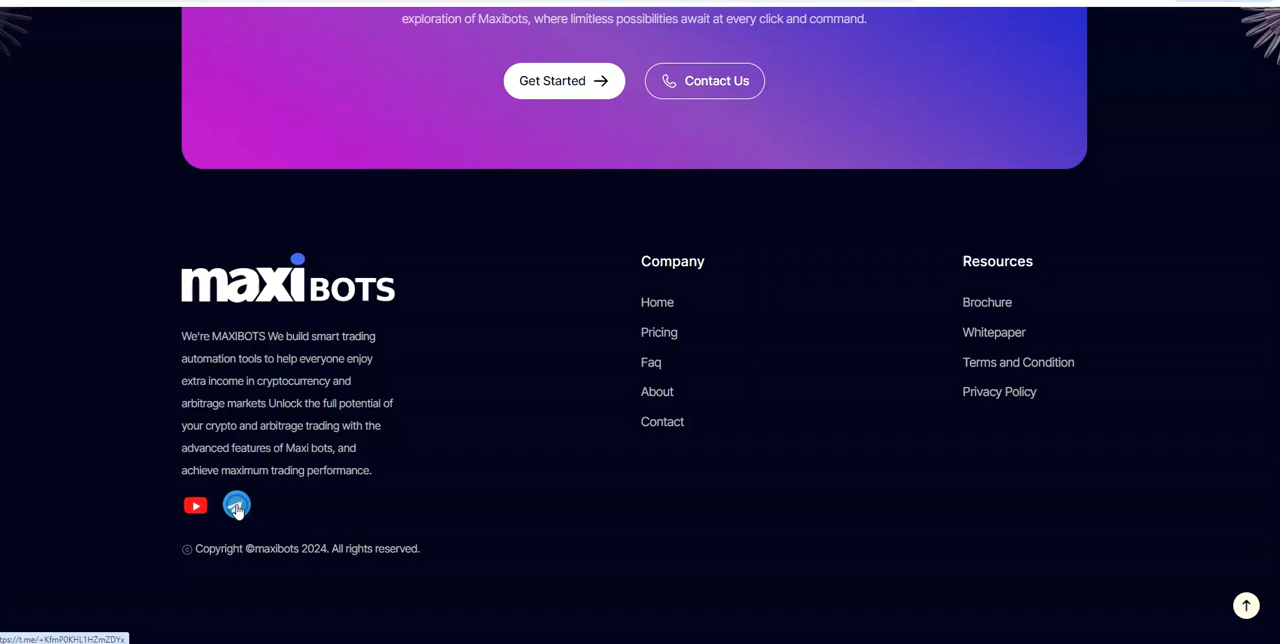 exploration of Maxibots, where limitless possibilities await at every click and command.
Get Started
Contact Us
maxi BOTS
We're MAXIBOTS We build smart trading
automation tools to help everyone enjoy
extra income in cryptocurrency and
arbitrage markets Unlock the full potential of
your crypto and arbitrage trading with the
advanced features of Maxi bots, and
achieve maximum trading performance.
© Copyright ©maxibots 2024. All rights reserved.
Company
Home
Pricing
Faq
About
Contact
Resources
Brochure
Whitepaper
Terms and Condition
Privacy Policy
ttps://t.me/+KfmP0KHL1HZmZDYx